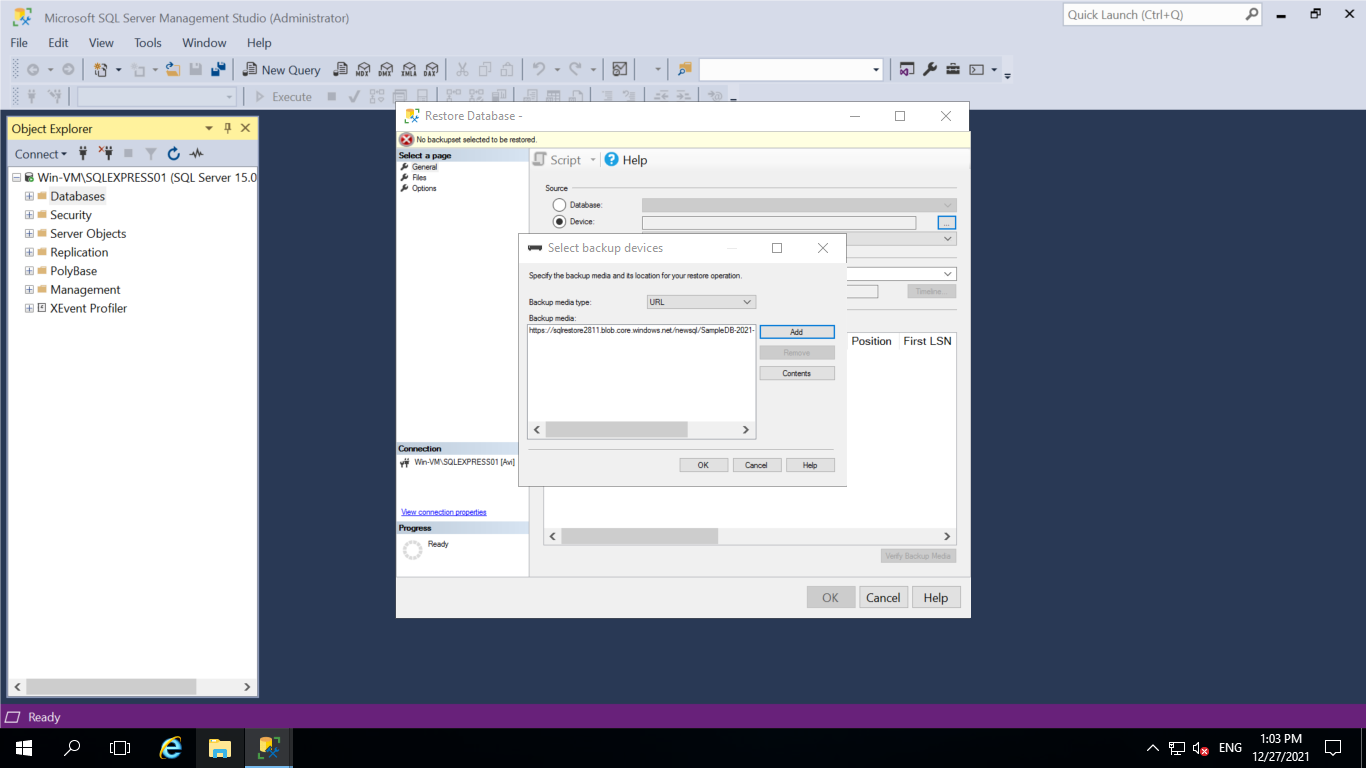 Microsoft SQL Server Management Studio (Administrator)
Quick Launch (Ctrl+Q)
File Edit View Tools Window Help
New Query
MDX DMX XMLA DAX
Execute
Object Explorer
Connect
Win-VM\SQLEXPRESS01 (SQL Server 15.0
Databases
Security
Server Objects
Replication
PolyBase
Management
XEvent Profiler
Restore Database -
No backupset selected to be restored.
Select a page
General
Files
Options
Script
Help
Source
Database:
Device:
...
Timeline...
Position First LSN
Select backup devices
Specify the backup media and its location for your restore operation.
Backup media type:
URL
Backup media:
https://sqlrestore2811.blob.core.windows.net/newsql/SampleDB-2021-
Add
Remove
Contents
OK Cancel Help
Connection
Win-VM\SQLEXPRESS01 [Avi]
View connection properties
Progress
Ready
Verify Backup Media
OK Cancel Help
Ready
ENG
1:03 PM
12/27/2021